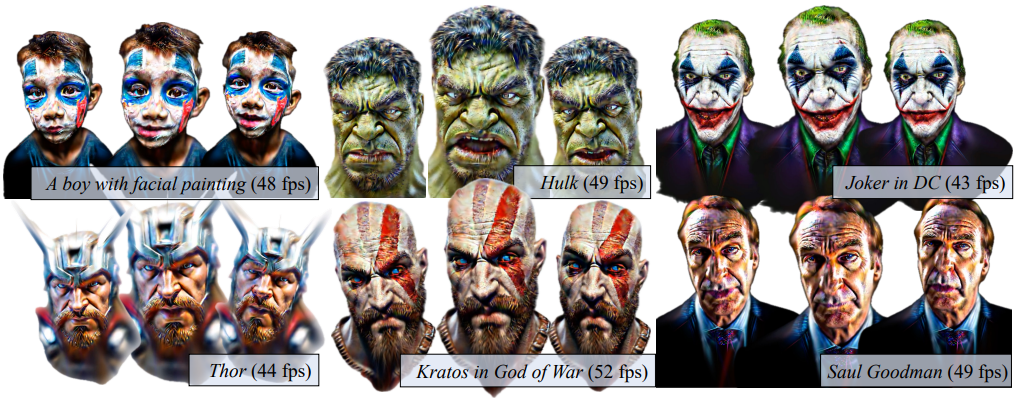 A boy with facial painting (48 fps)
Hulk (49 fps)
Joker in DC (43 fps)
Thor (44 fps)
Kratos in God of War (52 fps)
Saul Goodman (49 fps)